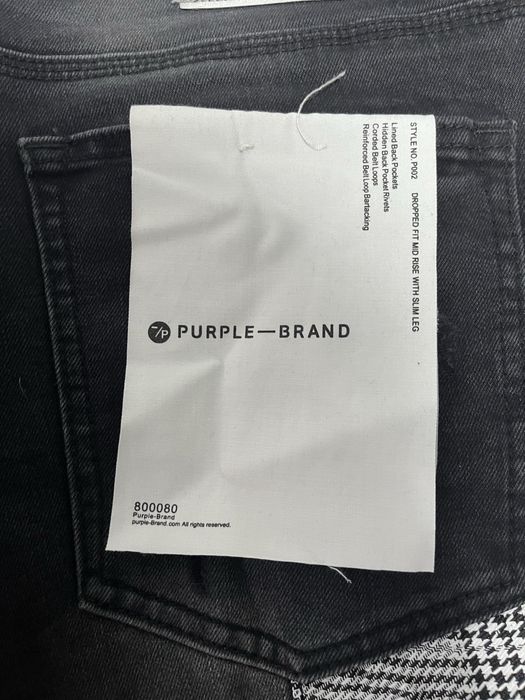 STYLE NO. P002 DROPPED FIT MID RISE WITH SLIM LEG
Lined Back Pockets
Hidden Back Pocket Rivets
Corded Belt Loops
Reinforced Belt Loop Bartacking
/P PURPLE—BRAND
800080
Purple-Brand
purple-Brand.com All rights reserved.